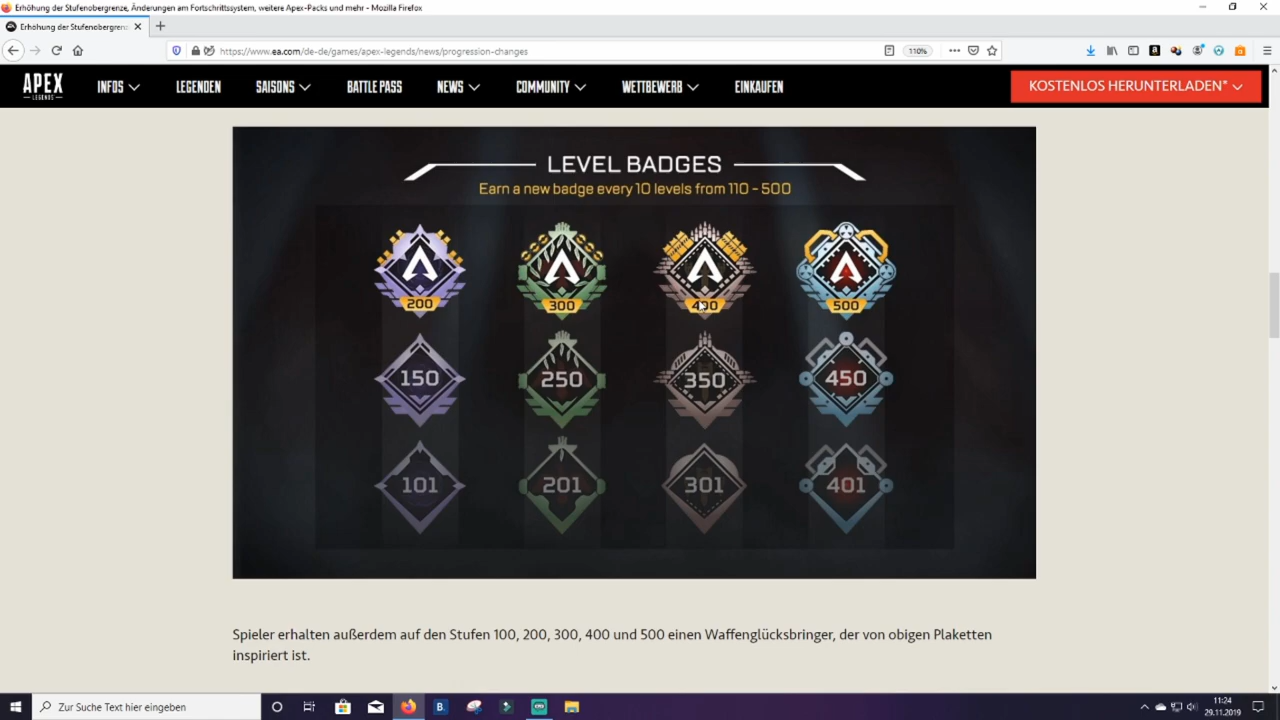 Erhöhung der Stufenobergrenze, Änderungen am Fortschrittssystem, weitere Apex-Packs und mehr - Mozilla Firefox
Erhöhung der Stufenobergren
https://www.ea.com/de-de/games/apex-legends/news/progression-changes
110%
APEX
LEGENDS
INFOS
LEGENDEN
SAISONS
BATTLE PASS
NEWS
COMMUNITY
WETTBEWERB
EINKAUFEN
KOSTENLOS HERUNTERLADEN*
LEVEL BADGES
Earn a new badge every 10 levels from 110 - 500
200 300 400 500
150 250 350 450
101 201 301 401
Spieler erhalten außerdem auf den Stufen 100, 200, 300, 400 und 500 einen Waffenglücksbringer, der von obigen Plaketten
inspiriert ist.
Zur Suche Text hier eingeben
B.
11:24
29.11.2019